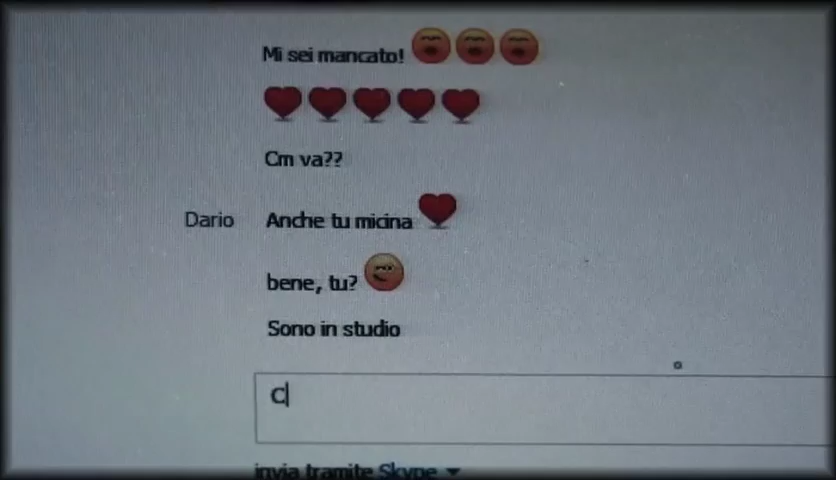 Mi sei mancato!
Cm va??
Dario Anche tu micina
bene, tu?
Sono in studio
C
invia tramite Skype